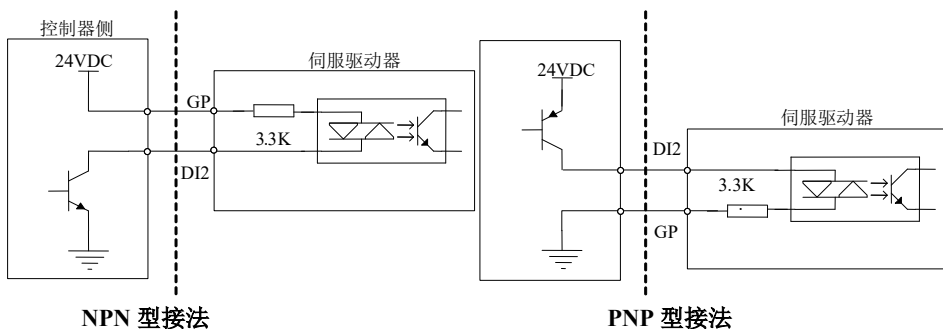 控制器侧
24VDC
伺服驱动器
GP
3.3K
DI2
NPN 型接法
24VDC
伺服驱动器
DI2
3.3K
GP
PNP 型接法